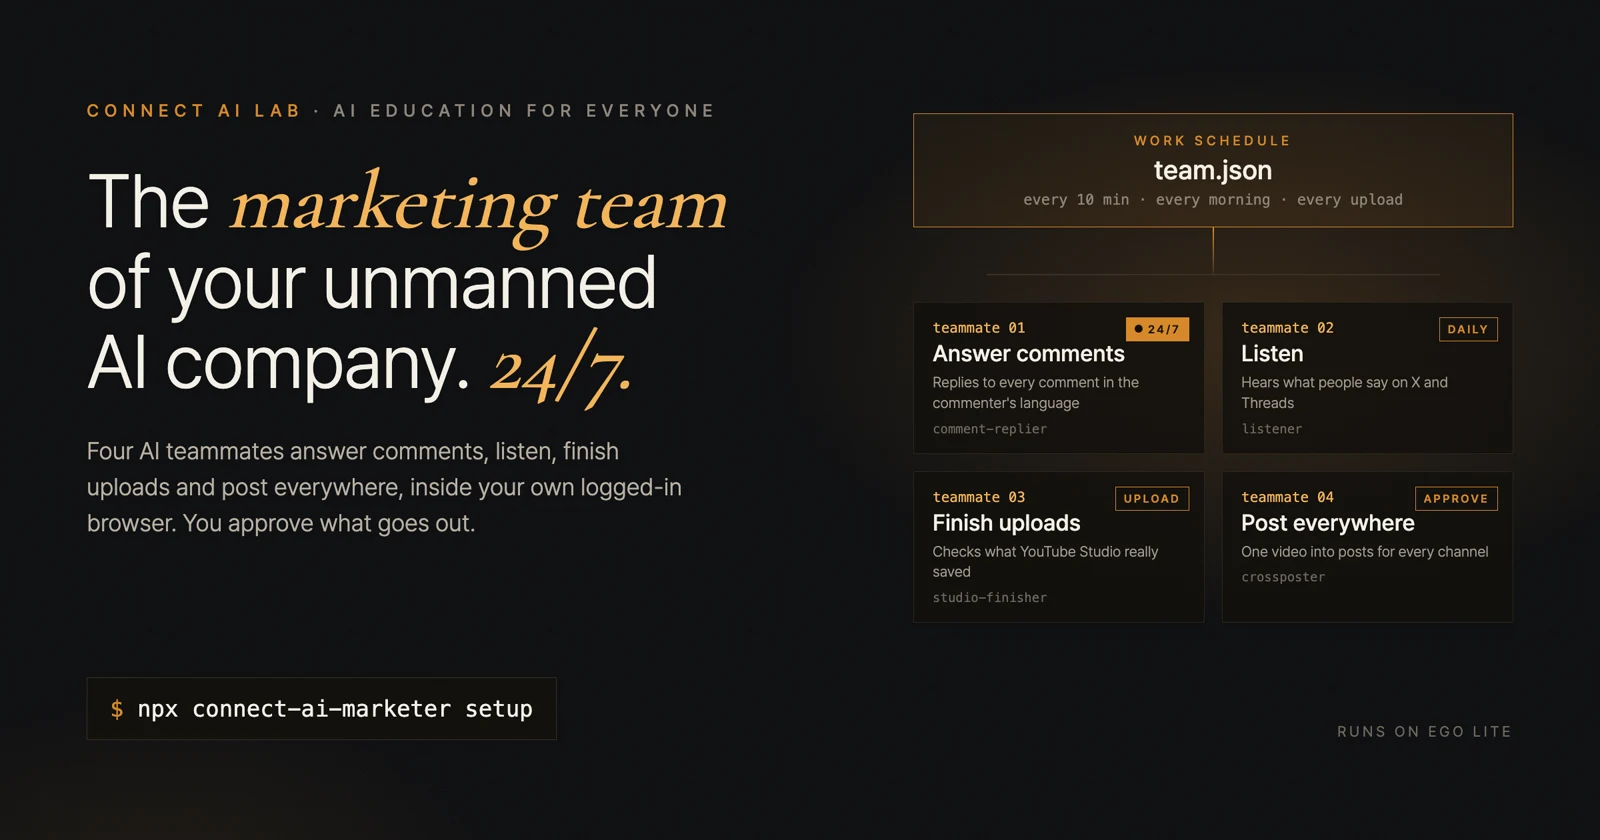 CONNECT AI LAB · AI EDUCATION FOR EVERYONE
The marketing team
of your unmanned
AI company. 24/7.
Four AI teammates answer comments, listen, finish
uploads and post everywhere, inside your own logged-in
browser. You approve what goes out.
$ npx connect-ai-marketer setup
WORK SCHEDULE
team.json
every 10 min · every morning · every upload
teammate 01
● 24/7
Answer comments
Replies to every comment in the
commenter's language
comment-replier
teammate 02
DAILY
Listen
Hears what people say on X and
Threads
listener
teammate 03
UPLOAD
Finish uploads
Checks what YouTube Studio really
saved
studio-finisher
teammate 04
APPROVE
Post everywhere
One video into posts for every channel
crossposter
RUNS ON EGO LITE